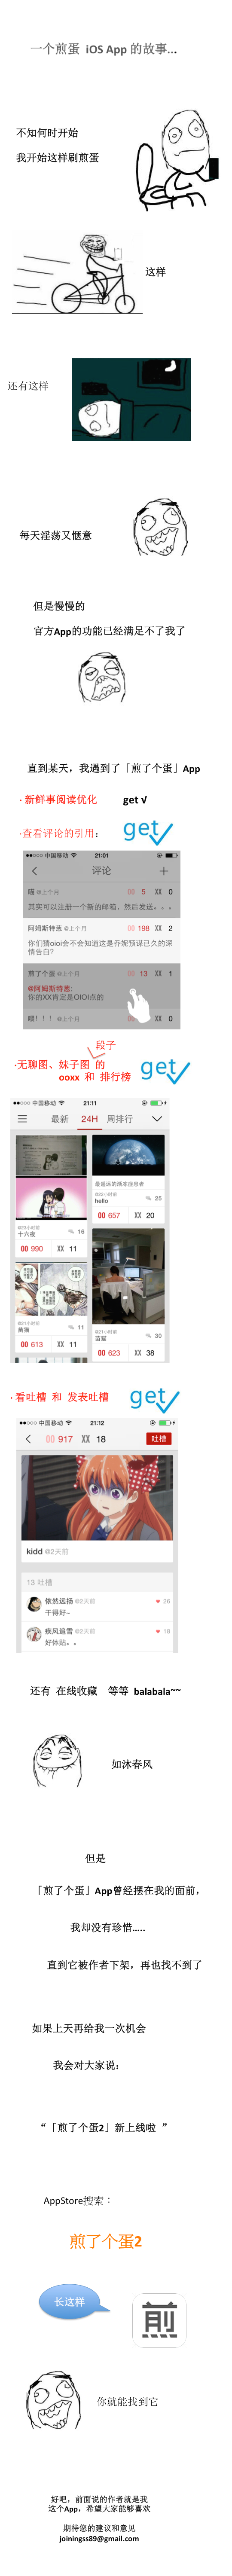 一个煎蛋 iOS App 的故事...
不知何时开始
我开始这样刷煎蛋
这样
还有这样
每天淫荡又惬意
但是慢慢的
官方App的功能已经满足不了我了
直到某天，我遇到了「煎了个蛋」App
·新鲜事阅读优化 get √
·查看评论的引用： get
中国移动 21:01
评论
喵 @上个月 OO 5 XX 0
其实可以注册一个新的邮箱，然后发送。。。
阿姆斯特恩 @上个月 OO 198 XX 2
你们猜oioi会不会知道这是乔妮预谋已久的深
情告白?
煎了个蛋 @上个月 OO 13 XX 1
@阿姆斯特恩:
你的XX肯定是OIOI点的
嘿！！！ @上个月 OO 0 XX 0
段子
·无聊图、妹子图 的
ooxx 和 排行榜 get
中国移动 21:11
最新 24H 周排行
@23小时前
十六夜 16
OO 990 XX 11
最遥远的是亲能患者
@22小时前
hello 25
OO 657 XX 20
@21小时前
苗猫 11
OO 613 XX 11
@21小时前
苗猫 30
OO 623 XX 38
·看吐槽 和 发表吐槽 get
中国移动 21:12
OO 917 XX 18 吐槽
kidd @2天前
13 吐槽
依然远扬 @2天前 26
干得好~
疾风追雪 @2天前 18
好体贴。。
还有 在线收藏 等等 balabala~~
如沐春风
但是
「煎了个蛋」App曾经摆在我的面前，
我却没有珍惜.....
直到它被作者下架，再也找不到了
如果上天再给我一次机会
我会对大家说：
“「煎了个蛋2」新上线啦 ”
AppStore搜索：
煎了个蛋2
长这样
煎
你就能找到它
好吧，前面说的作者就是我
这个App，希望大家能够喜欢
期待您的建议和意见
joiningss89@gmail.com